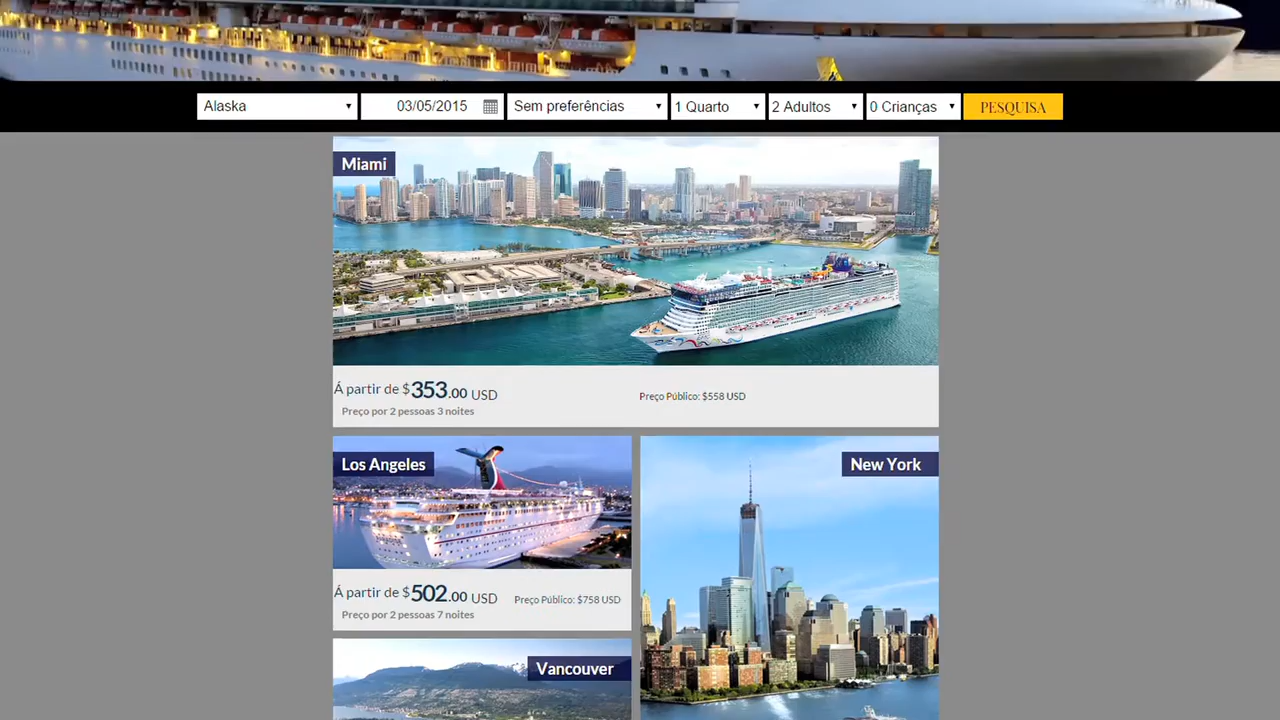 Alaska 03/05/2015 Sem preferências 1 Quarto 2 Adultos 0 Crianças PESQUISA
Miami
Á partir de $353.00 USD
Preço por 2 pessoas 3 noites
Preço Público: $558 USD
Los Angeles
Á partir de $502.00 USD
Preço por 2 pessoas 7 noites
Preço Público: $758 USD
New York
Vancouver